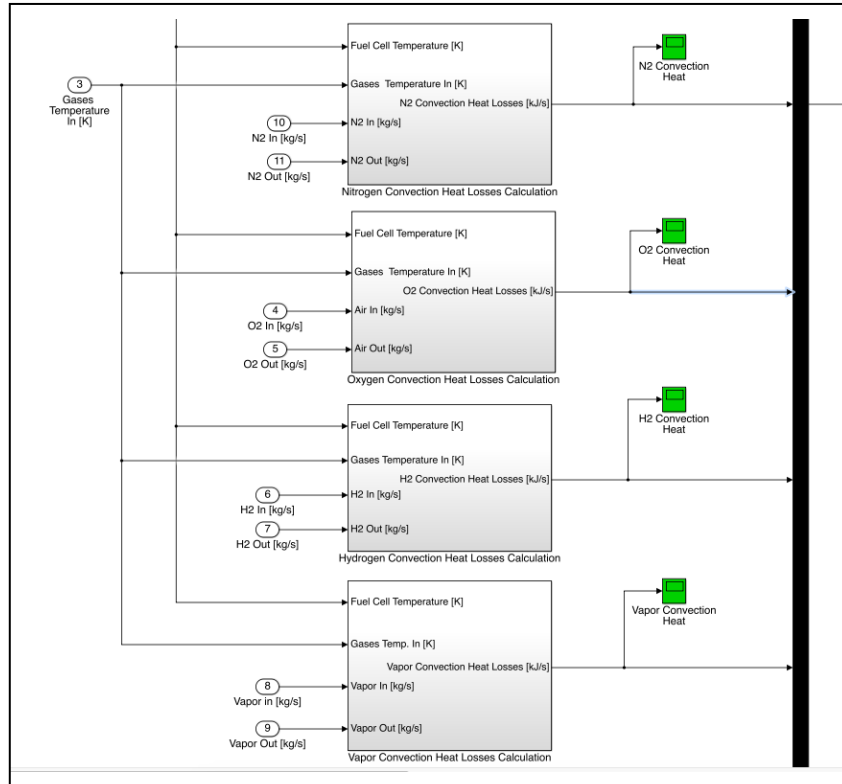 Fuel Cell Temperature [K]
N2 Convection
Heat
3
Gases
Temperature
In [K]
Gases  Temperature In [K]
N2 Convection Heat Losses [kJ/s]
10
N2 In [kg/s]
N2 In [kg/s]
11
N2 Out [kg/s]
N2 Out [kg/s]
Nitrogen Convection Heat Losses Calculation
Fuel Cell Temperature [K]
O2 Convection
Heat
Gases  Temperature In [K]
O2 Convection Heat Losses [kJ/s]
4
O2 In [kg/s]
Air In [kg/s]
5
O2 Out [kg/s]
Air Out [kg/s]
Oxygen Convection Heat Losses Calculation
Fuel Cell Temperature [K]
H2 Convection
Heat
Gases Temperature In [K]
H2 Convection Heat Losses [kJ/s]
6
H2 In [kg/s]
H2 In [kg/s]
7
H2 Out [kg/s]
H2 Out [kg/s]
Hydrogen Convection Heat Losses Calculation
Fuel Cell Temperature [K]
Vapor Convection
Heat
Gases Temp. In [K]
Vapor Convection Heat Losses [kJ/s]
8
Vapor in [kg/s]
Vapor In [kg/s]
9
Vapor Out [kg/s]
Vapor Out [kg/s]
Vapor Convection Heat Losses Calculation